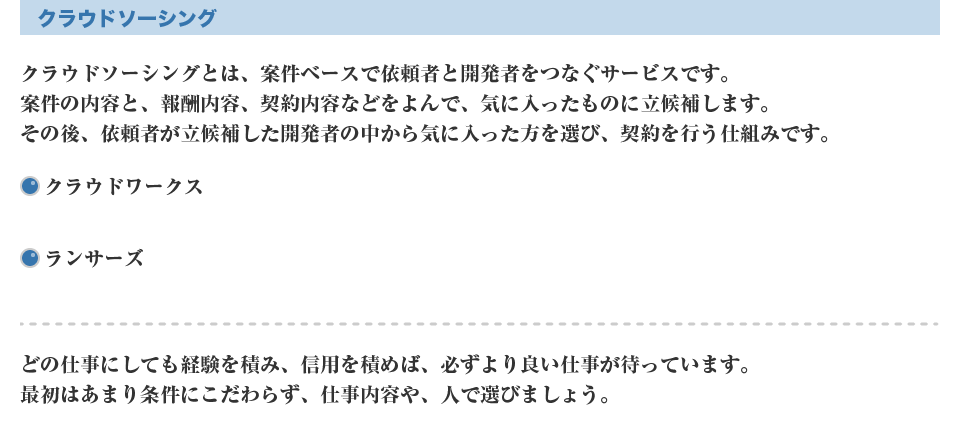 クラウドソーシング
クラウドソーシングとは、案件ベースで依頼者と開発者をつなぐサービスです。
案件の内容と、報酬内容、契約内容などをよんで、気に入ったものに立候補します。
その後、依頼者が立候補した開発者の中から気に入った方を選び、契約を行う仕組みです。
クラウドワークス
ランサーズ
どの仕事にしても経験を積み、信用を積めば、必ずより良い仕事が待っています。
最初はあまり条件にこだわらず、仕事内容や、人で選びましょう。